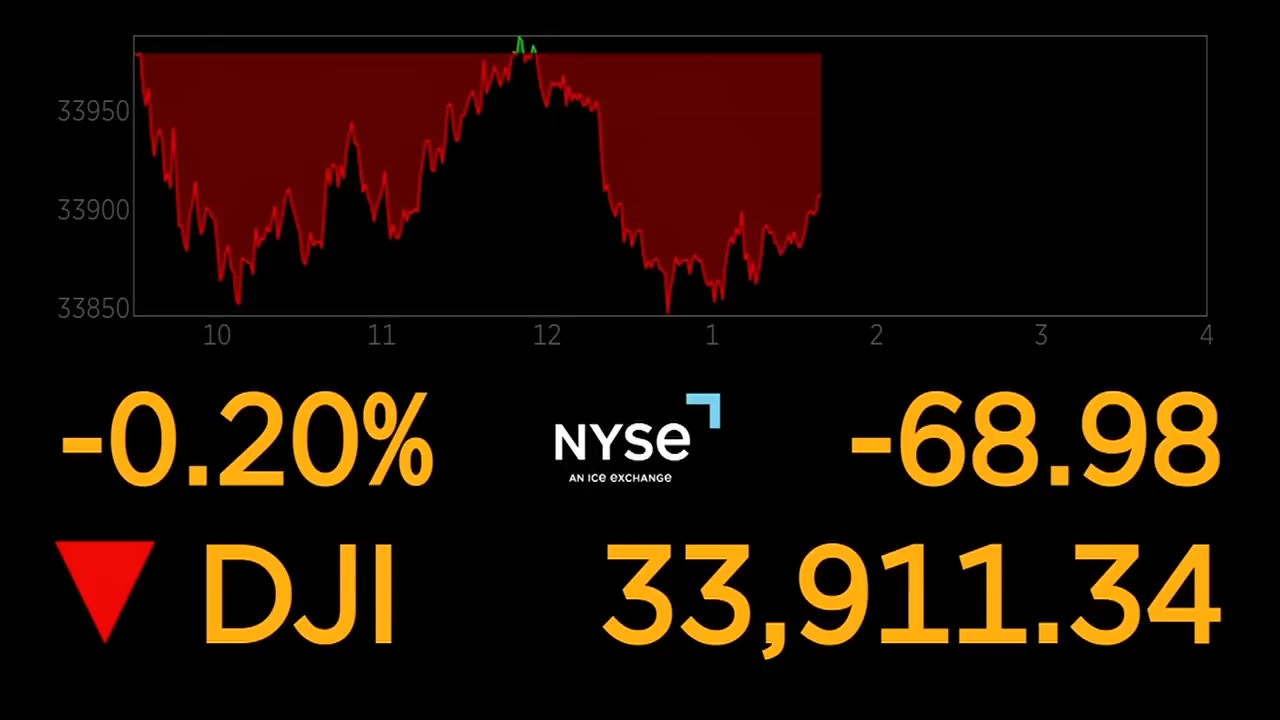 33950
33900
33850
10 11 12 1 2 3 4
-0.20% NYSE -68.98
AN ICE EXCHANGE
DJI 33,911.34